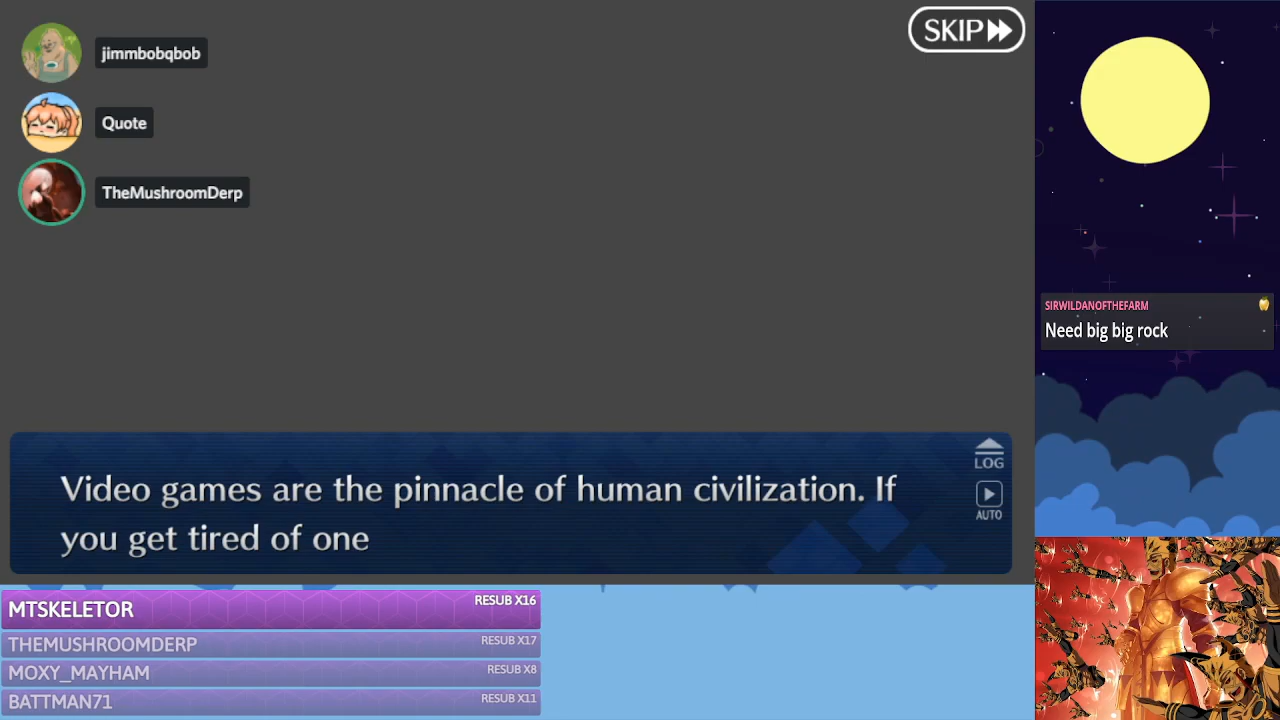 jimmbobqbob
SKIP
Quote
TheMushroomDerp
SIRWILDANOFTHEFARM
Need big big rock
LOG
Video games are the pinnacle of human civilization. If
you get tired of one
AUTO
MTSKELETOR RESUB X16
THEMUSHROOMDERP RESUB X17
MOXY_MAYHAM RESUB X8
BATTMAN71 RESUB X11